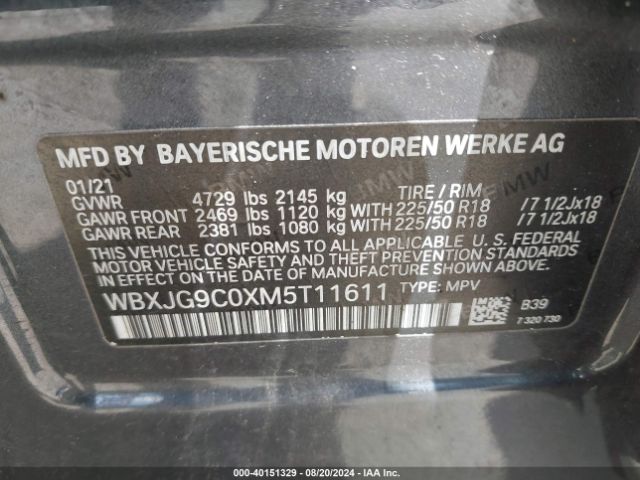 MFD BY BAYERISCHE MOTOREN WERKE AG
01/21
GVWR 4729 lbs 2145 kg TIRE / RIM
GAWR FRONT 2469 lbs 1120 kg WITH 225/50 R18 /7 1/2Jx18
GAWR REAR 2381 lbs 1080 kg WITH 225/50 R18 /7 1/2Jx18
THIS VEHICLE CONFORMS TO ALL APPLICABLE U. S. FEDERAL
MOTOR VEHICLE SAFETY, BUMPER, AND THEFT PREVENTION STANDARDS
IN EFFECT ON THE DATE OF MANUFACTURE SHOWN ABOVE.
WBXJG9C0XM5T11611 TYPE: MPV
B39
7 320 730
000-40151329 - 08/20/2024 - IAA Inc.